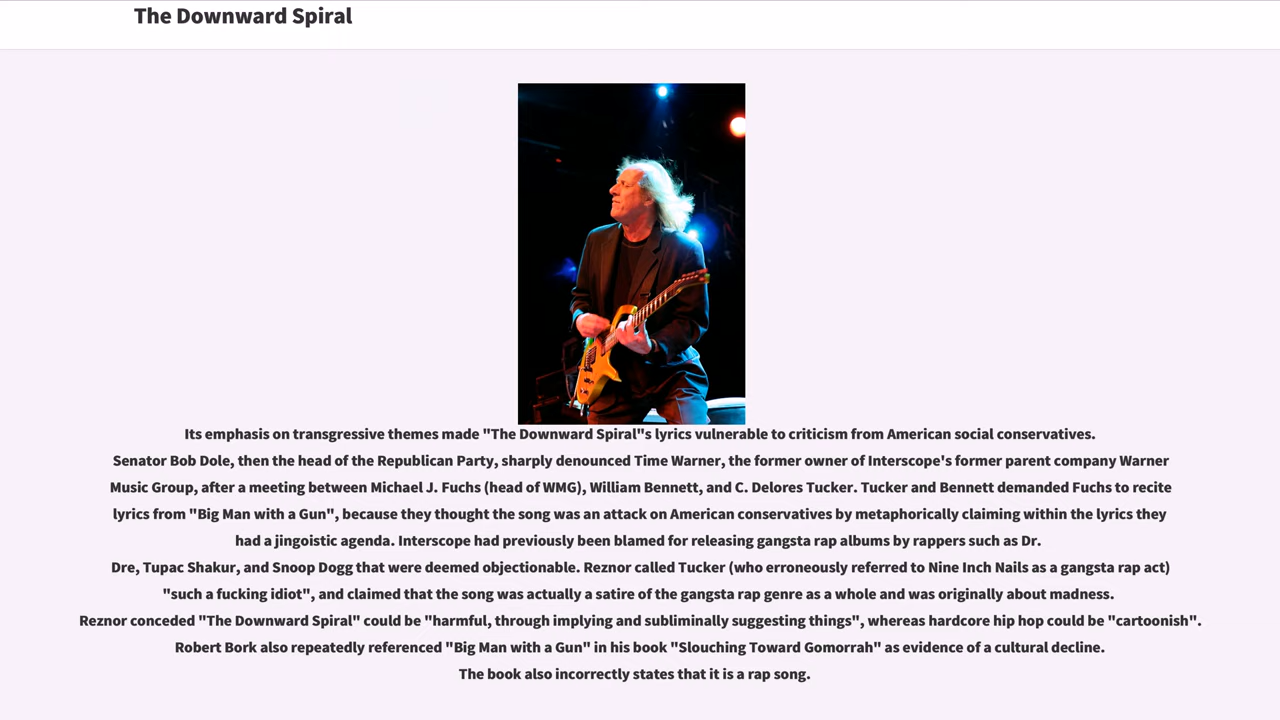 The Downward Spiral
Its emphasis on transgressive themes made "The Downward Spiral"'s lyrics vulnerable to criticism from American social conservatives.
Senator Bob Dole, then the head of the Republican Party, sharply denounced Time Warner, the former owner of Interscope's former parent company Warner
Music Group, after a meeting between Michael J. Fuchs (head of WMG), William Bennett, and C. Delores Tucker. Tucker and Bennett demanded Fuchs to recite
lyrics from "Big Man with a Gun", because they thought the song was an attack on American conservatives by metaphorically claiming within the lyrics they
had a jingoistic agenda. Interscope had previously been blamed for releasing gangsta rap albums by rappers such as Dr.
Dre, Tupac Shakur, and Snoop Dogg that were deemed objectionable. Reznor called Tucker (who erroneously referred to Nine Inch Nails as a gangsta rap act)
"such a fucking idiot", and claimed that the song was actually a satire of the gangsta rap genre as a whole and was originally about madness.
Reznor conceded "The Downward Spiral" could be "harmful, through implying and subliminally suggesting things", whereas hardcore hip hop could be "cartoonish".
Robert Bork also repeatedly referenced "Big Man with a Gun" in his book "Slouching Toward Gomorrah" as evidence of a cultural decline.
The book also incorrectly states that it is a rap song.